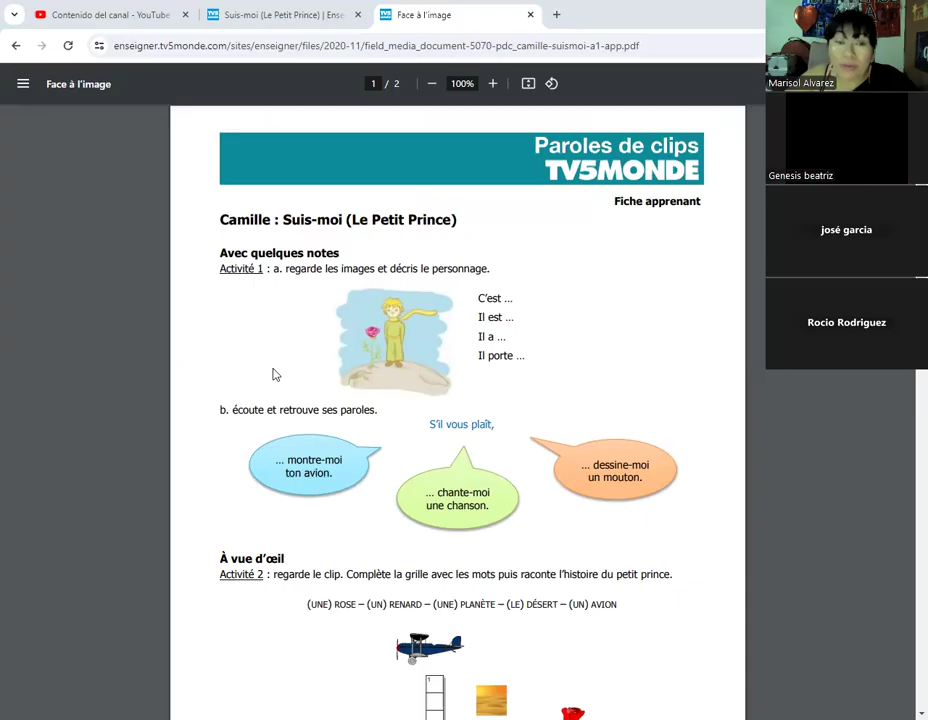 Contenido del canal - YouTube
Suis-moi (Le Petit Prince) | Ense
Face à l'image
enseigner.tv5monde.com/sites/enseigner/files/2020-11/field_media_document-5070-pdc_camille-suismoi-a1-app.pdf
Face à l'image
1 / 2
100%
Marisol Alvarez
Genesis beatriz
josé garcia
Rocio Rodriguez
Paroles de clips
TV5MONDE
Fiche apprenant
Camille : Suis-moi (Le Petit Prince)
Avec quelques notes
Activité 1 : a. regarde les images et décris le personnage.
C'est ...
Il est ...
Il a ...
Il porte ...
b. écoute et retrouve ses paroles.
S'il vous plaît,
... montre-moi
ton avion.
... chante-moi
une chanson.
... dessine-moi
un mouton.
À vue d'œil
Activité 2 : regarde le clip. Complète la grille avec les mots puis raconte l'histoire du petit prince.
(UNE) ROSE – (UN) RENARD – (UNE) PLANÈTE – (LE) DÉSERT – (UN) AVION
1